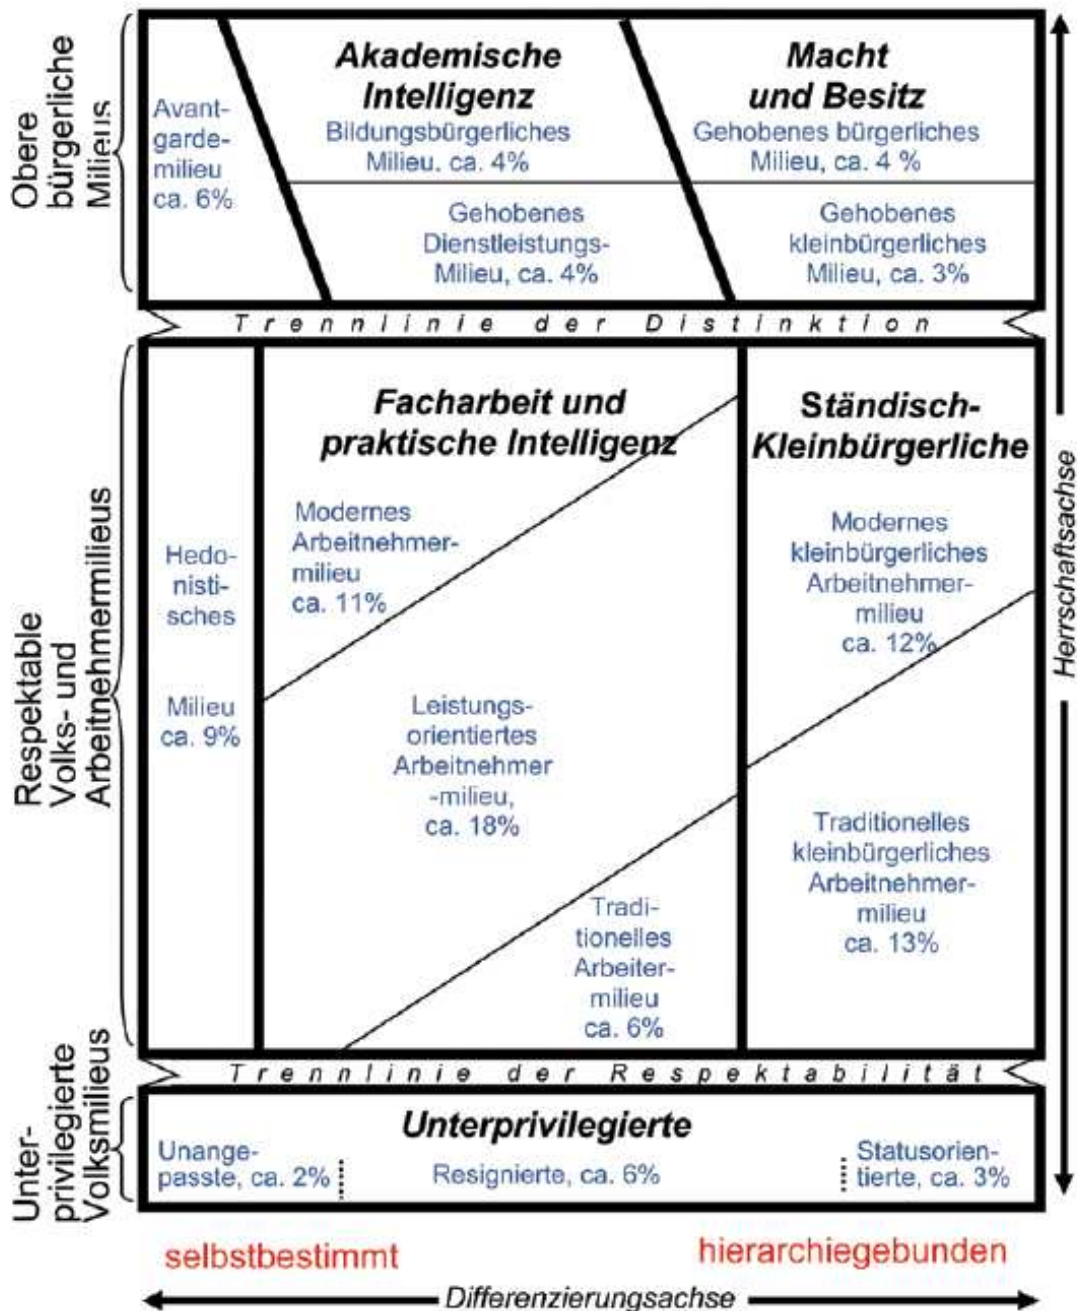 Obere
bürgerliche
Milieus
Avant-
garde-
milieu
ca. 6%
Akademische
Intelligenz
Bildungsbürgerliches
Milieu. ca. 4%
Gehobenes
Dienstleistungs-
Milieu, ca. 4%
Macht
und Besitz
Gehobenes bürgerliches
Milieu, ca. 4 %
Gehobenes
kleinbürgerliches
Milieu, ca. 3%
Trennlinie der Distinktion
Respektable
Volks- und
Arbeitnehmermilieus
Hedo-
nisti-
sches
Milieu
ca. 9%
Facharbeit und
praktische Intelligenz
Modernes
Arbeitnehmer-
milieu
ca. 11%
Leistungs-
orientiertes
Arbeitnehmer
-milieu,
ca. 18%
Tradi-
tionelles
Arbeiter-
milieu
ca. 6%
Ständisch-
Kleinbürgerliche
Modernes
kleinbürgerliches
Arbeitnehmer-
milieu
ca. 12%
Traditionelles
kleinbürgerliches
Arbeitnehmer-
milieu
ca. 13%
Herrschaftsachse
Trennlinie der Respektabilität
Unter-
privilegierte
Volksmilieus
Unterprivilegierte
Unange-
passte, ca. 2%
Resignierte, ca. 6%
Statusorien-
tierte, ca. 3%
selbstbestimmt
hierarchiegebunden
Differenzierungsachse